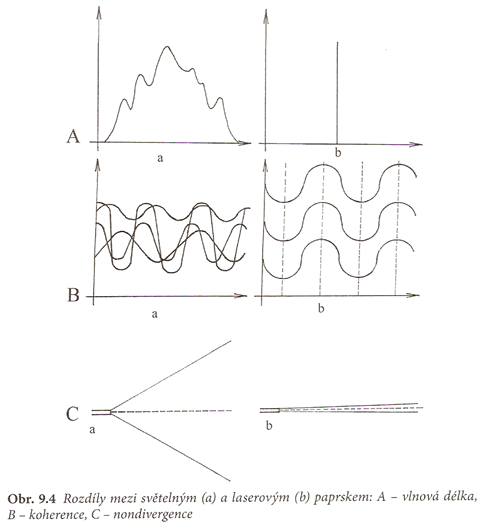 A
a
b
B
a
b
C
a
b
Obr. 9.4 Rozdíly mezi světelným (a) a laserovým (b) paprskem: A – vlnová délka,
B – koherence, C – nondivergence